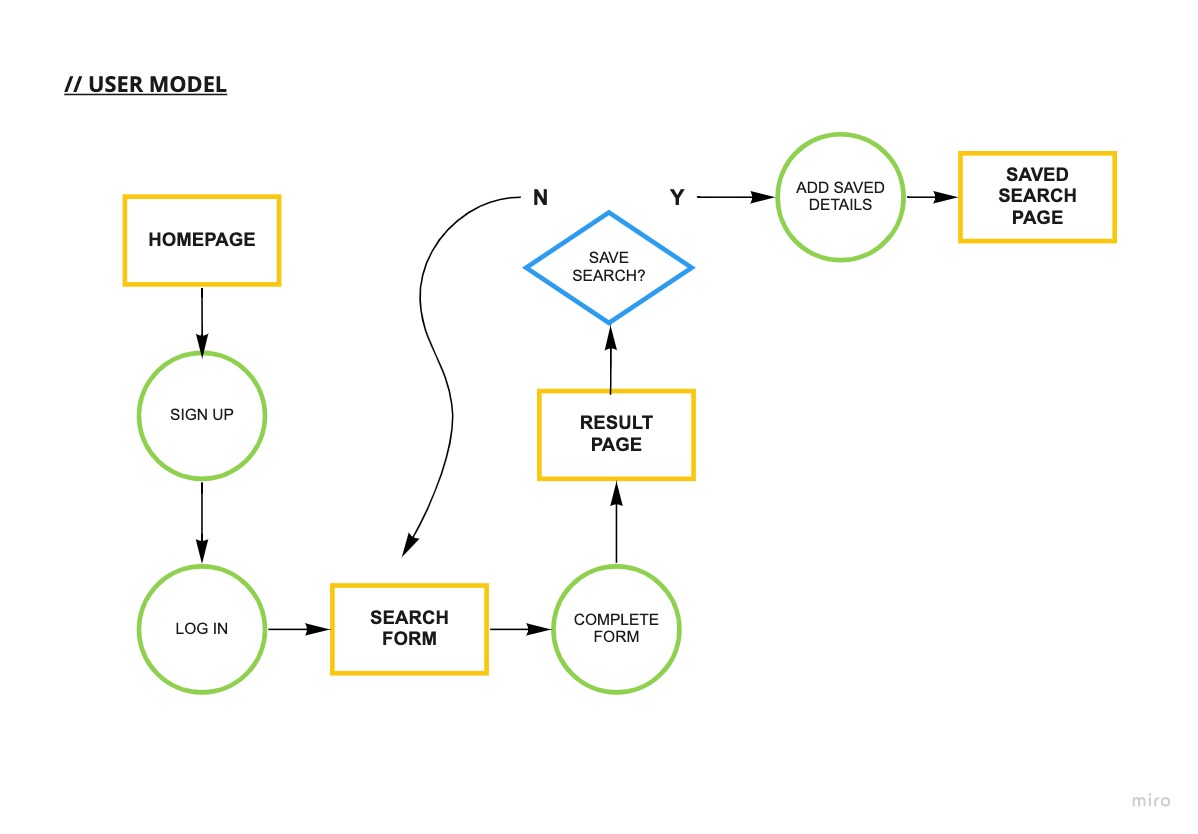 // USER MODEL
HOMEPAGE
SIGN UP
LOG IN
SEARCH
FORM
COMPLETE
FORM
RESULT
PAGE
SAVE
SEARCH?
N
Y
ADD SAVED
DETAILS
SAVED
SEARCH
PAGE
miro